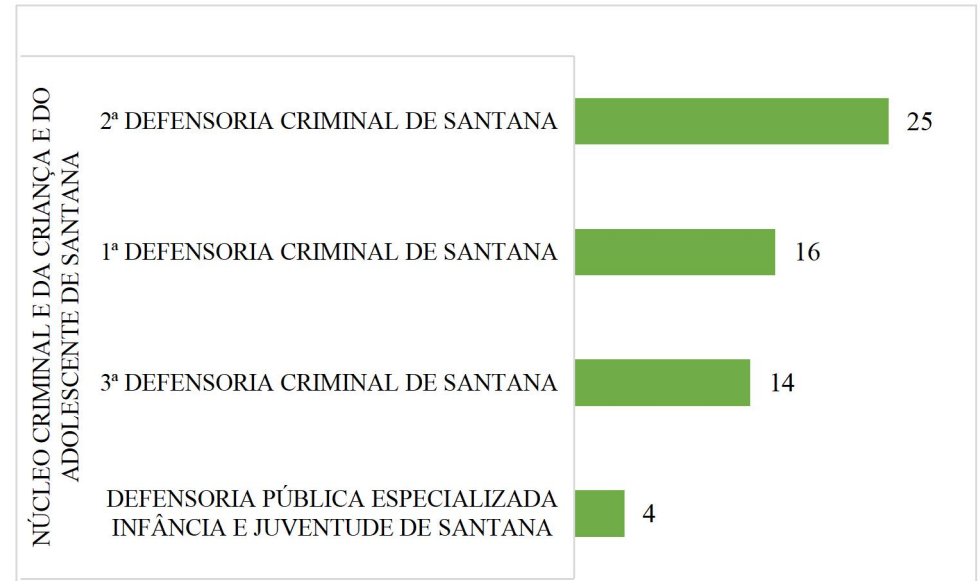 NÚCLEO CRIMINAL E DA CRIANÇA E DO
ADOLESCENTE DE SANTANA
2ª DEFENSORIA CRIMINAL DE SANTANA
25
1ª DEFENSORIA CRIMINAL DE SANTANA
16
3ª DEFENSORIA CRIMINAL DE SANTANA
14
DEFENSORIA PÚBLICA ESPECIALIZADA
INFÂNCIA E JUVENTUDE DE SANTANA
4